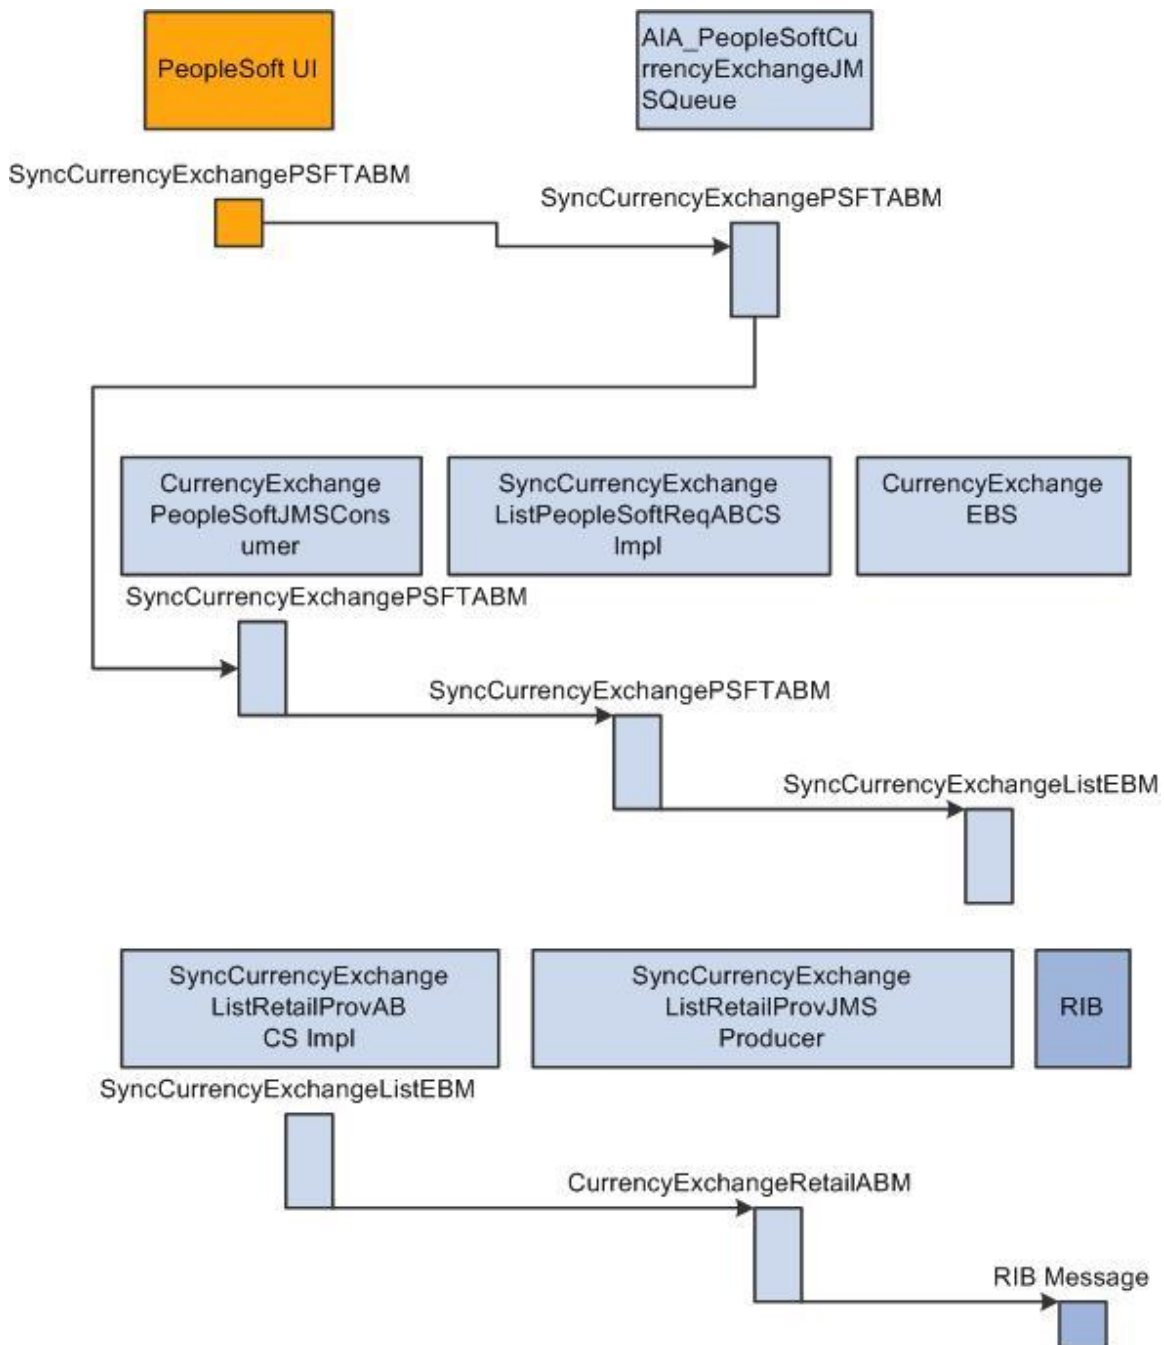 PeopleSoft UI
AIA_PeopleSoftCu
rrencyExchangeJM
SQueue
SyncCurrencyExchangePSFTABM
SyncCurrencyExchangePSFTABM
CurrencyExchange
PeopleSoftJMSCons
umer
SyncCurrencyExchange
ListPeopleSoftReqABCS
Impl
CurrencyExchange
EBS
SyncCurrencyExchangePSFTABM
SyncCurrencyExchangePSFTABM
SyncCurrencyExchangeListEBM
SyncCurrencyExchange
ListRetailProvAB
CS Impl
SyncCurrencyExchange
ListRetailProvJMS
Producer
RIB
SyncCurrencyExchangeListEBM
CurrencyExchangeRetailABM
RIB Message